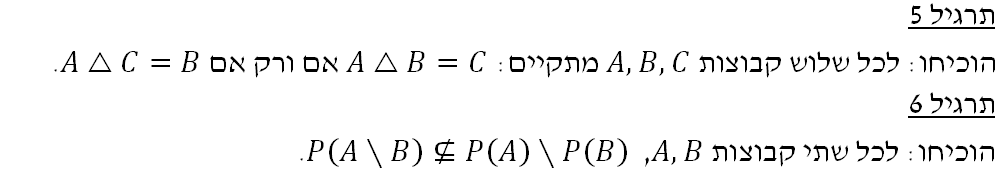 תרגיל 5
הוכיחו: לכל שלוש קבוצות A, B, C מתקיים: A △ B = C אם ורק אם A △ C = B.
תרגיל 6
הוכיחו: לכל שתי קבוצות A, B, P(A \ B) ⊈ P(A) \ P(B).